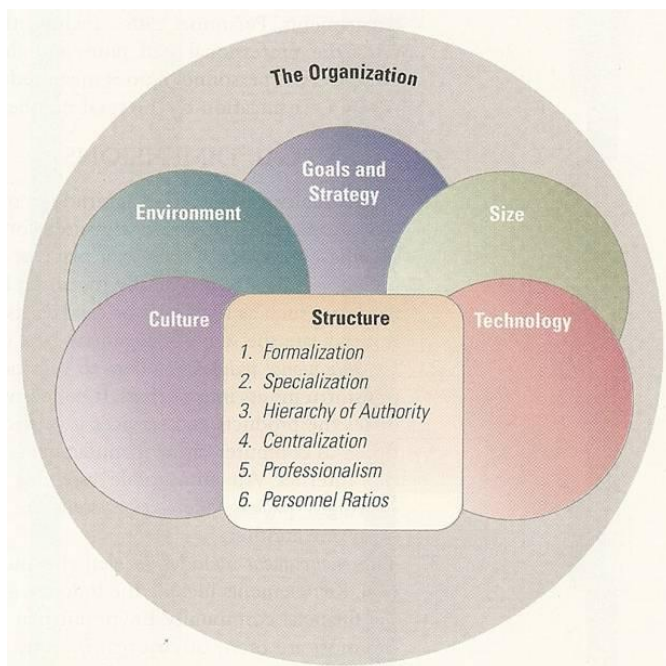 The Organization
Goals and
Strategy
Environment
Size
Culture
Structure
Technology
1. Formalization
2. Specialization
3. Hierarchy of Authority
4. Centralization
5. Professionalism
6. Personnel Ratios